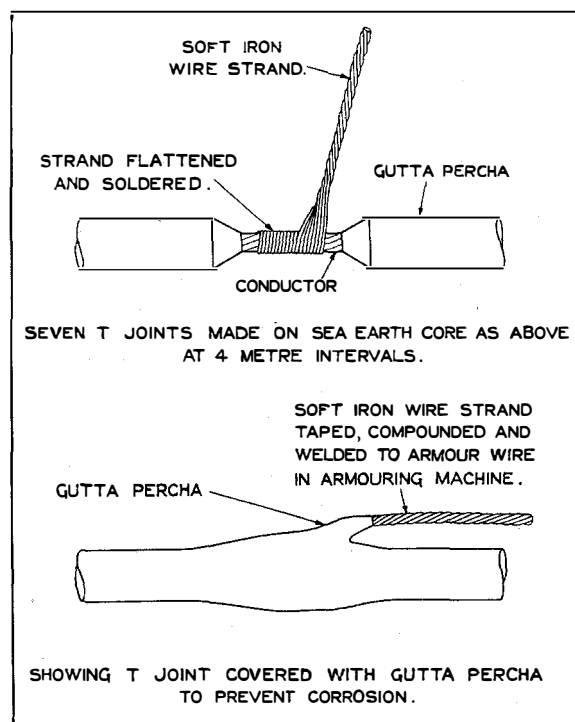 SOFT IRON
WIRE STRAND.
STRAND FLATTENED
AND SOLDERED.
GUTTA PERCHA
CONDUCTOR
SEVEN T JOINTS MADE ON SEA EARTH CORE AS ABOVE
AT 4 METRE INTERVALS.
SOFT IRON WIRE STRAND
TAPED, COMPOUNDED AND
WELDED TO ARMOUR WIRE
IN ARMOURING MACHINE.
GUTTA PERCHA
SHOWING T JOINT COVERED WITH GUTTA PERCHA
TO PREVENT CORROSION.